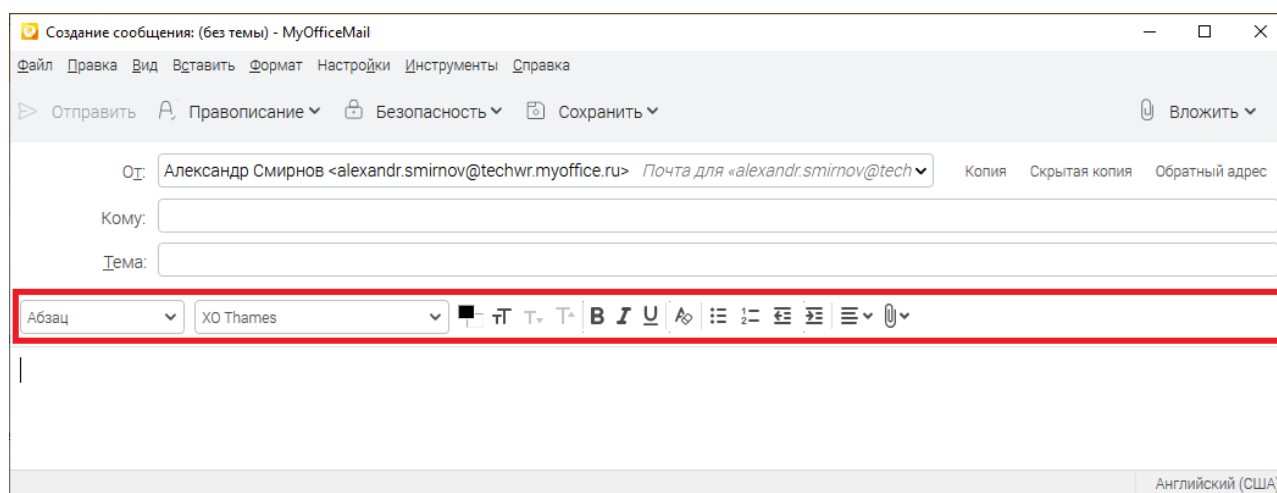 Создание сообщения: (без темы) - MyOfficeMail
Файл Правка Вид Вставить Формат Настройки Инструменты Справка
Отправить Правописание Безопасность Сохранить Вложить
От: Александр Смирнов <alexandr.smirnov@techwr.myoffice.ru> Почта для «alexandr.smirnov@tech Копия Скрытая копия Обратный адрес
Кому:
Тема:
Абзац XO Thames B I U
Английский (США)